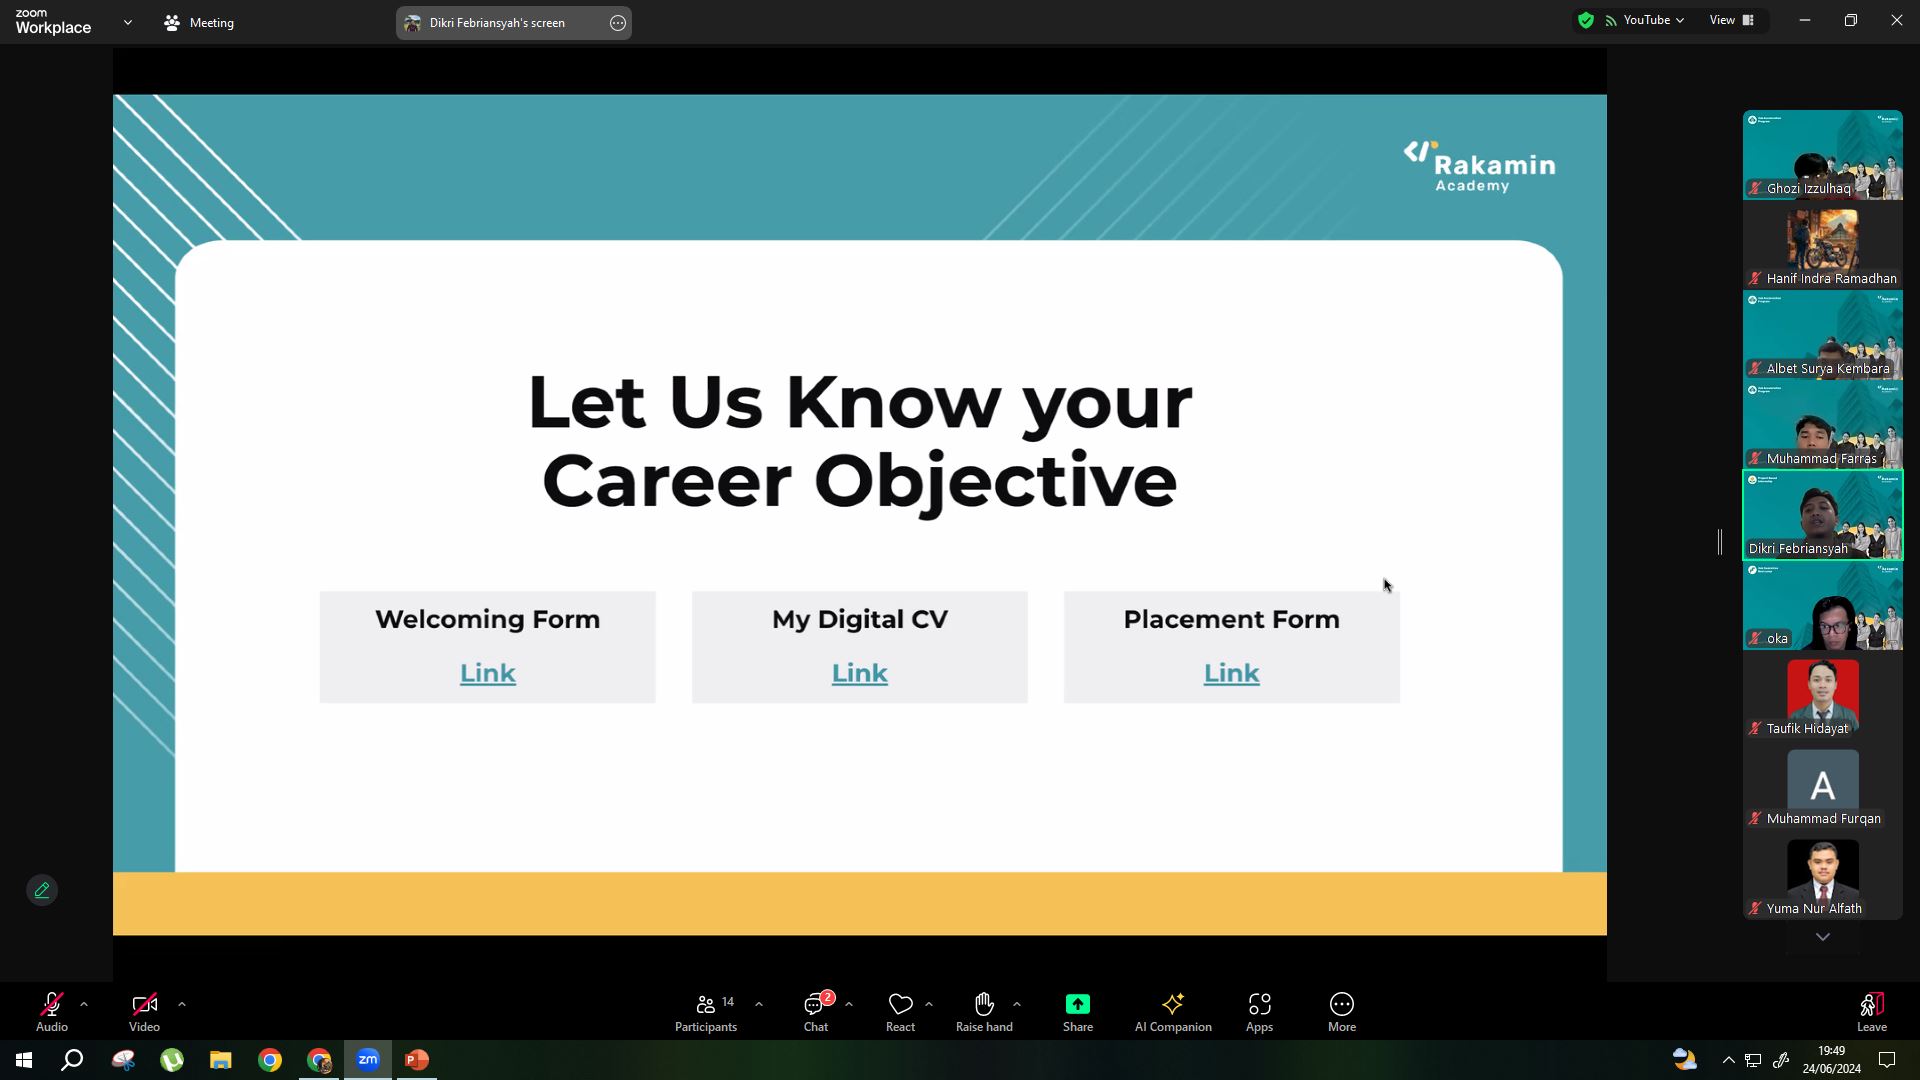 zoom
Workplace
Meeting
Dikri Febriansyah's screen
YouTube
View
Rakamin
Academy
Let Us Know your
Career Objective
Welcoming Form
Link
My Digital CV
Link
Placement Form
Link
Ghozi Izzulhaq
Hanif Indra Ramadhan
Albet Surya Kembara
Muhammad Farras
Dikri Febriansyah
oka
Taufik Hidayat
A
Muhammad Furqan
Yuma Nur Alfath
Audio
Video
14
Participants
2
Chat
React
Raise hand
Share
AI Companion
Apps
More
Leave
zm
19:49
24/06/2024